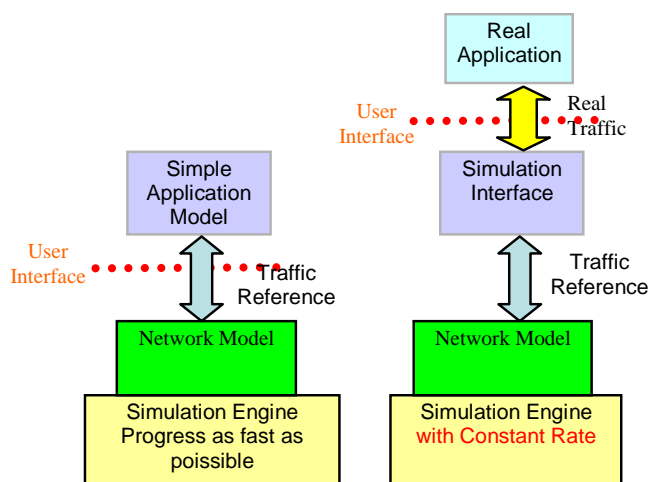 Real
Application
User
Interface
Real
Traffic
Simple
Application
Model
Simulation
Interface
User
Interface
Traffic
Reference
Traffic
Reference
Network Model
Network Model
Simulation Engine
Progress as fast as
poissible
Simulation Engine
with Constant Rate